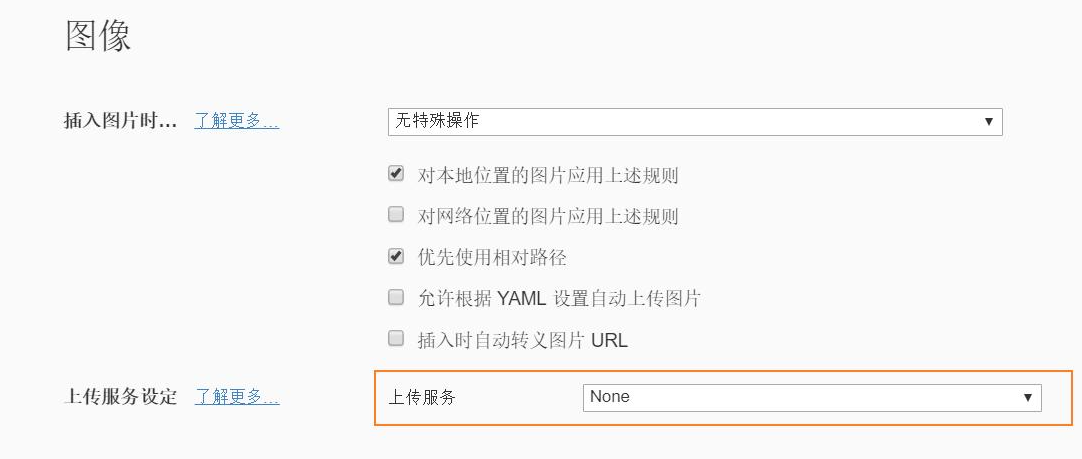 图像
插入图片时... 了解更多... 无特殊操作
对本地位置的图片应用上述规则
对网络位置的图片应用上述规则
优先使用相对路径
允许根据 YAML 设置自动上传图片
插入时自动转义图片 URL
上传服务设定 了解更多... 上传服务 None